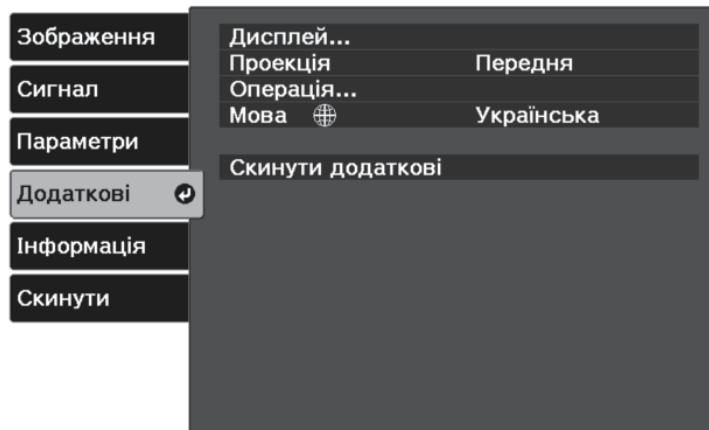 Зображення
Сигнал
Параметри
Додаткові
Інформація
Скинути
Дисплей...
Проекція Передня
Операція...
Мова Українська
Скинути додаткові